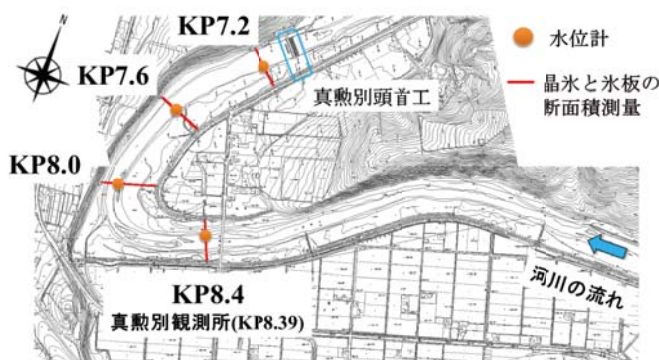 N
KP7.2
KP7.6
KP8.0
KP8.4
真勲別観測所(KP8.39)
真勲別頭首工
水位計
晶氷と氷板の
断面積測量
河川の流れ